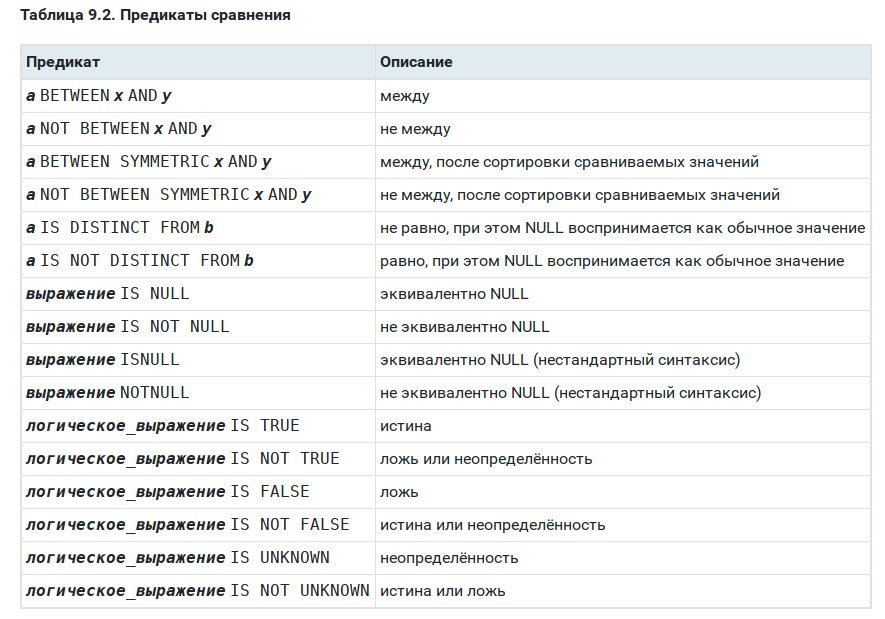 Таблица 9.2. Предикаты сравнения
Предикат Описание
a BETWEEN x AND y между
a NOT BETWEEN x AND y не между
a BETWEEN SYMMETRIC x AND y между, после сортировки сравниваемых значений
a NOT BETWEEN SYMMETRIC x AND y не между, после сортировки сравниваемых значений
a IS DISTINCT FROM b не равно, при этом NULL воспринимается как обычное значение
a IS NOT DISTINCT FROM b равно, при этом NULL воспринимается как обычное значение
выражение IS NULL эквивалентно NULL
выражение IS NOT NULL не эквивалентно NULL
выражение ISNULL эквивалентно NULL (нестандартный синтаксис)
выражение NOTNULL не эквивалентно NULL (нестандартный синтаксис)
логическое_выражение IS TRUE истина
логическое_выражение IS NOT TRUE ложь или неопределённость
логическое_выражение IS FALSE ложь
логическое_выражение IS NOT FALSE истина или неопределённость
логическое_выражение IS UNKNOWN неопределённость
логическое_выражение IS NOT UNKNOWN истина или ложь